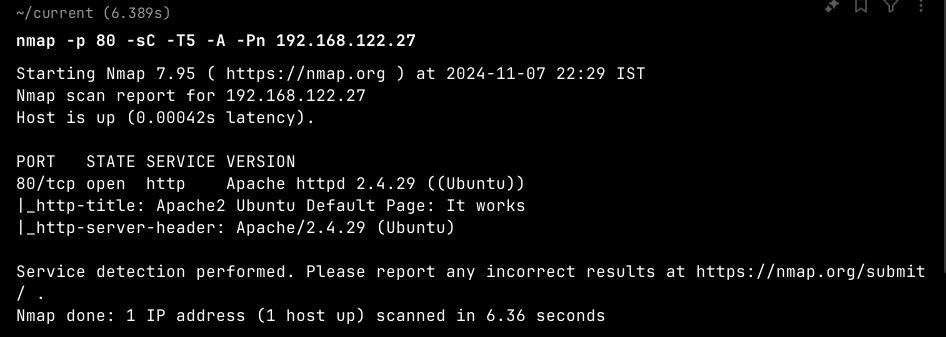 ~/current (6.389s)
nmap -p 80 -sC -T5 -A -Pn 192.168.122.27
Starting Nmap 7.95 ( https://nmap.org ) at 2024-11-07 22:29 IST
Nmap scan report for 192.168.122.27
Host is up (0.00042s latency).
PORT   STATE SERVICE VERSION
80/tcp open  http    Apache httpd 2.4.29 ((Ubuntu))
|_http-title: Apache2 Ubuntu Default Page: It works
|_http-server-header: Apache/2.4.29 (Ubuntu)
Service detection performed. Please report any incorrect results at https://nmap.org/submit
/ .
Nmap done: 1 IP address (1 host up) scanned in 6.36 seconds